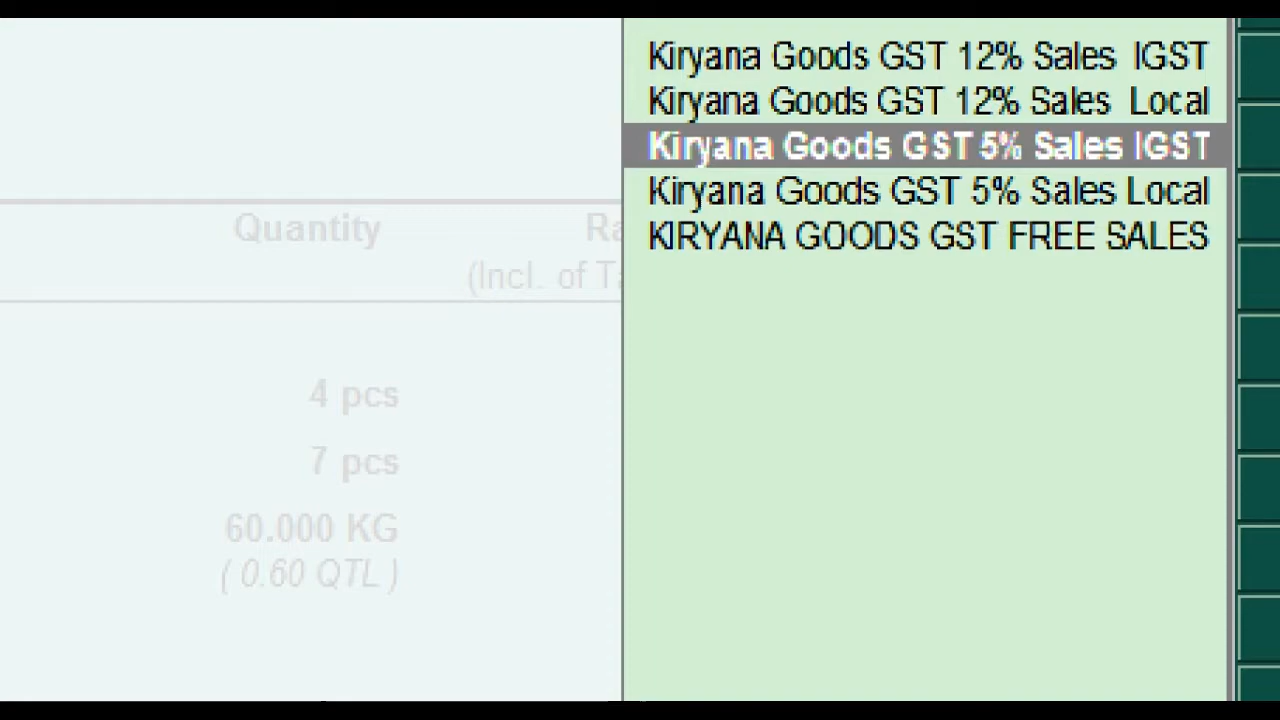 Kiryana Goods GST 12% Sales IGST
Kiryana Goods GST 12% Sales Local
Kiryana Goods GST 5% Sales IGST
Kiryana Goods GST 5% Sales Local
KIRYANA GOODS GST FREE SALES
Quantity
(Incl. of
4 pcs
7 pcs
60.000 KG
( 0.60 QTL )